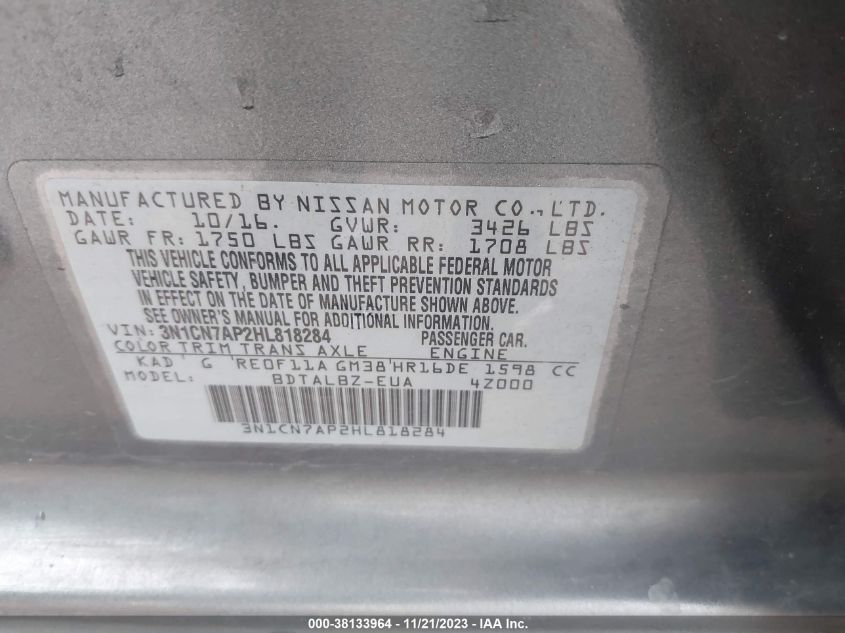 MANUFACTURED BY NISSAN MOTOR CO., LTD.
DATE: 10/16. GVWR: 3426 LBS
GAWR FR: 1750 LBS GAWR RR: 1708 LBS
THIS VEHICLE CONFORMS TO ALL APPLICABLE FEDERAL MOTOR
VEHICLE SAFETY, BUMPER AND THEFT PREVENTION STANDARDS
IN EFFECT ON THE DATE OF MANUFACTURE SHOWN ABOVE.
SEE OWNER'S MANUAL FOR ADDITIONAL INFORMATION.
VIN: 3N1CN7AP2HL818284 PASSENGER CAR.
COLOR TRIM TRANS AXLE ENGINE
KAD G RE0F11A GM38 HR16DE 1598 CC
MODEL: BDTALBZ-EUA 4Z000
3N1CN7AP2HL818284
000-38133964 - 11/21/2023 - IAA Inc.